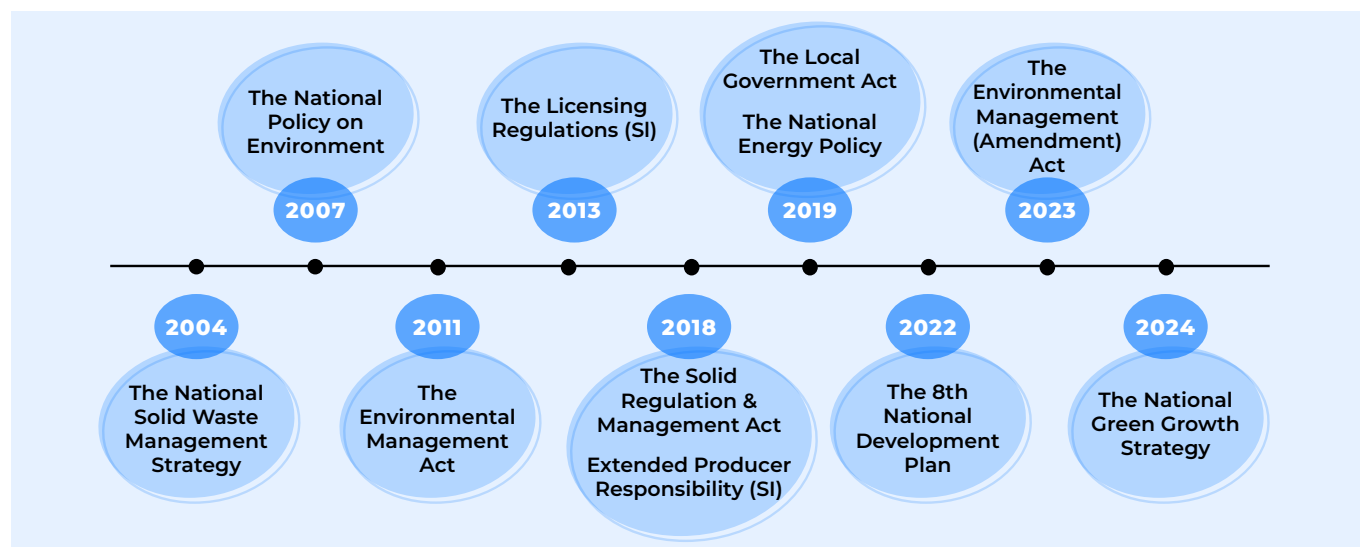 The National
Policy on
Environment
2007
The Licensing
Regulations (Sl)
2013
The Local
Government Act
The National
Energy Policy
2019
The
Environmental
Management
(Amendment)
Act
2023
2004
The National
Solid Waste
Management
Strategy
2011
The
Environmental
Management
Act
2018
The Solid
Regulation &
Management Act
Extended Producer
Responsibility (SI)
2022
The 8th
National
Development
Plan
2024
The National
Green Growth
Strategy